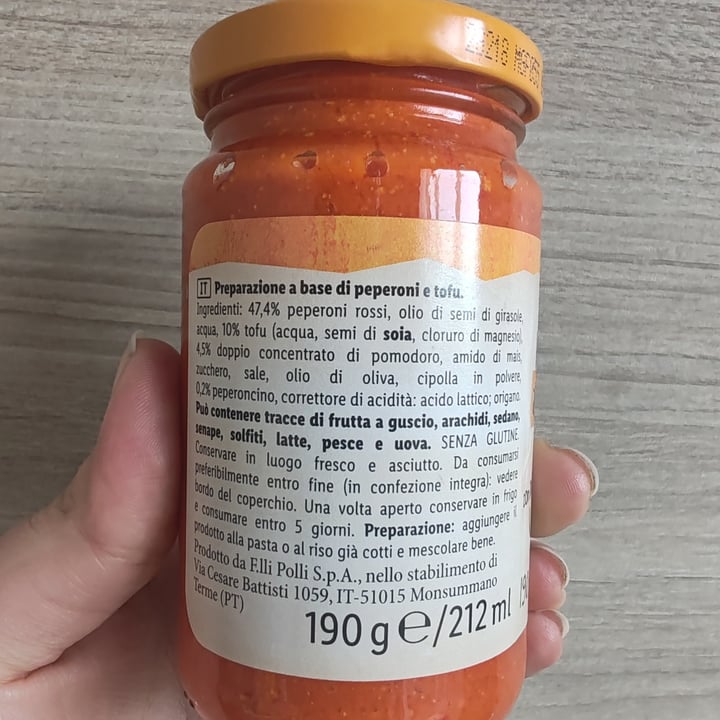 IT Preparazione a base di peperoni e tofu.
Ingredienti: 47,4% peperoni rossi, olio di semi di girasole,
acqua, 10% tofu (acqua, semi di soia, cloruro di magnesio),
4,5% doppio concentrato di pomodoro, amido di mais,
zucchero, sale, olio di oliva, cipolla in polvere,
0,2% peperoncino, correttore di acidità: acido lattico; origano.
Può contenere tracce di frutta a guscio, arachidi, sedano,
senape, solfiti, latte, pesce e uova. SENZA GLUTINE.
Conservare in luogo fresco e asciutto. Da consumarsi
preferibilmente entro fine (in confezione integra): vedere
bordo del coperchio. Una volta aperto conservare in frigo
e consumare entro 5 giorni. Preparazione: aggiungere il
prodotto alla pasta o al riso già cotti e mescolare bene.
Prodotto da F.lli Polli S.p.A., nello stabilimento di
Via Cesare Battisti 1059, IT-51015 Monsummano
Terme (PT)
190 g e/212 ml